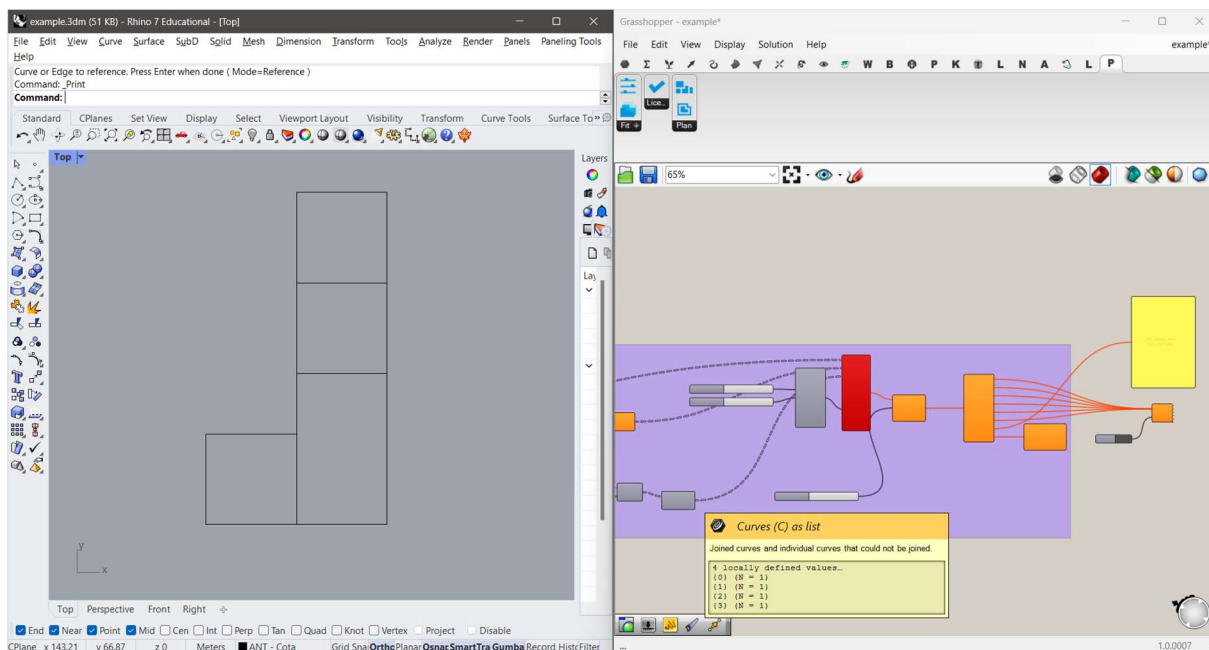 example.3dm (51 KB) - Rhino 7 Educational - [Top]
File Edit View Curve Surface SubD Solid Mesh Dimension Transform Tools Analyze Render Panels Paneling Tools
Help
Curve or Edge to reference. Press Enter when done ( Mode=Reference )
Command: _Print
Command:
Standard CPlanes Set View Display Select Viewport Layout Visibility Transform Curve Tools Surface To
Top
Layers
Lay
y
x
Top Perspective Front Right
End Near Point Mid Cen Int Perp Tan Quad Knot Vertex Project Disable
CPlane x 143.21 y 66.87 z 0 Meters ANT - Cota Grid Snap Ortho Planar Osnap SmartTra Gumba Record Histo Filter
Grasshopper - example*
File Edit View Display Solution Help example*
Σ W B P K L N A L P
Fit + Lice.. Plan
65%
Curves (C) as list
Joined curves and individual curves that could not be joined.
4 locally defined values…
{0} (N = 1)
{1} (N = 1)
{2} (N = 1)
{3} (N = 1)
... 1.0.0007